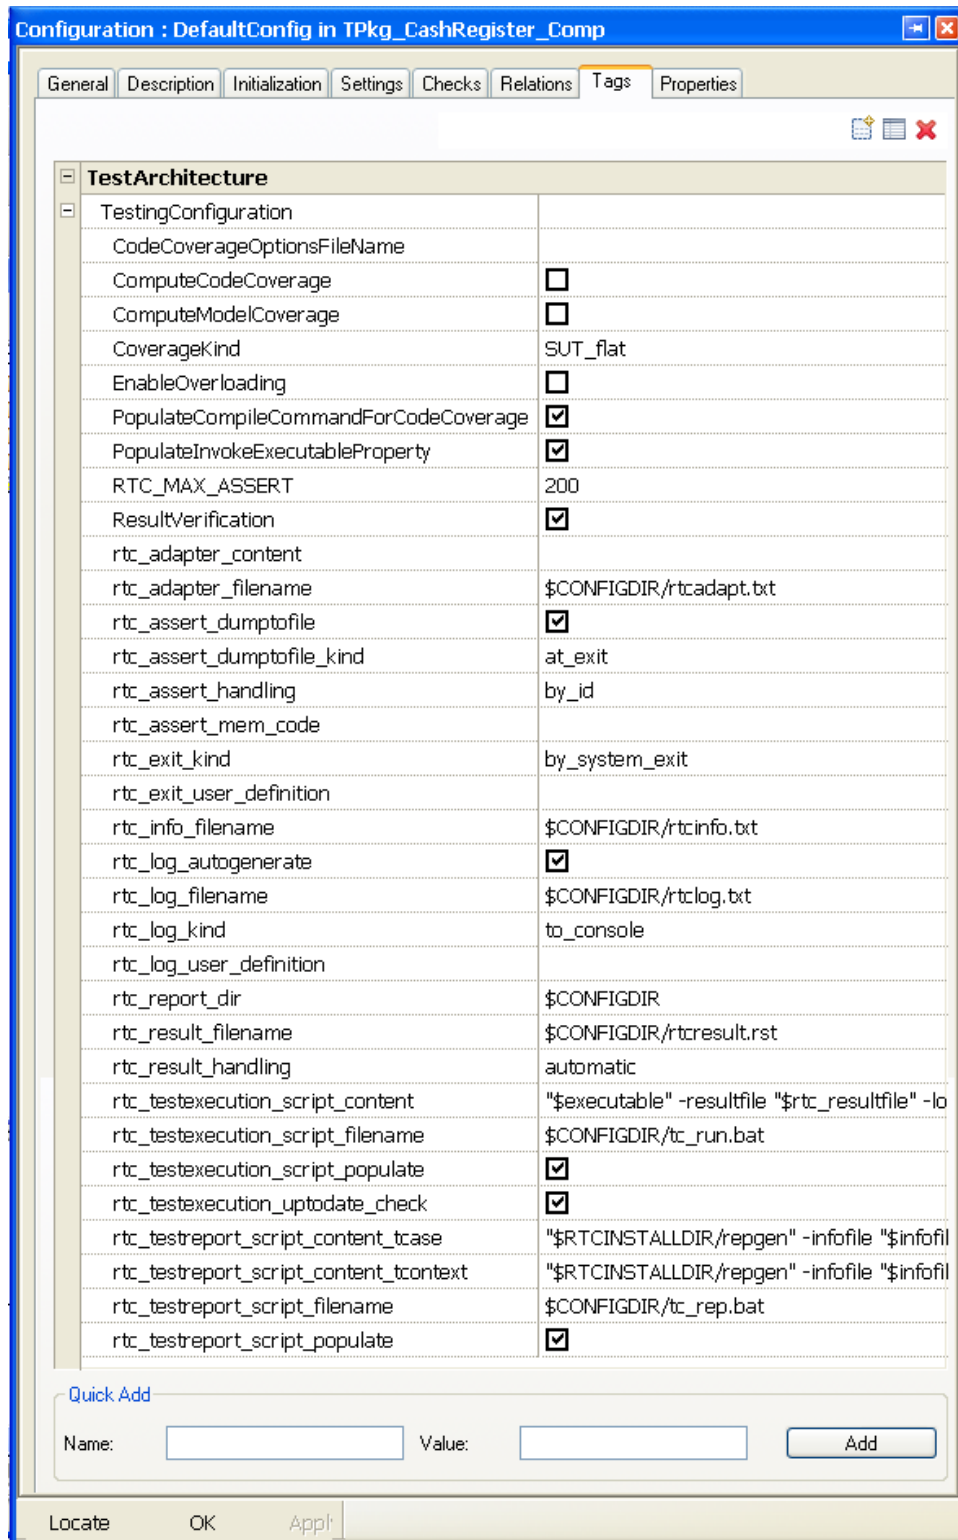 Configuration : DefaultConfig in TPkg_CashRegister_Comp
General Description Initialization Settings Checks Relations Tags Properties
TestArchitecture
TestingConfiguration
CodeCoverageOptionsFileName
ComputeCodeCoverage
ComputeModelCoverage
CoverageKind SUT_flat
EnableOverloading
PopulateCompileCommandForCodeCoverage
PopulateInvokeExecutableProperty
RTC_MAX_ASSERT 200
ResultVerification
rtc_adapter_content
rtc_adapter_filename $CONFIGDIR/rtcadapt.txt
rtc_assert_dumptofile
rtc_assert_dumptofile_kind at_exit
rtc_assert_handling by_id
rtc_assert_mem_code
rtc_exit_kind by_system_exit
rtc_exit_user_definition
rtc_info_filename $CONFIGDIR/rtcinfo.txt
rtc_log_autogenerate
rtc_log_filename $CONFIGDIR/rtclog.txt
rtc_log_kind to_console
rtc_log_user_definition
rtc_report_dir $CONFIGDIR
rtc_result_filename $CONFIGDIR/rtcresult.rst
rtc_result_handling automatic
rtc_testexecution_script_content "$executable" -resultfile "$rtc_resultfile" -lo
rtc_testexecution_script_filename $CONFIGDIR/tc_run.bat
rtc_testexecution_script_populate
rtc_testexecution_uptodate_check
rtc_testreport_script_content_tcase "$RTCINSTALLDIR/repgen" -infofile "$infofil
rtc_testreport_script_content_tcontext "$RTCINSTALLDIR/repgen" -infofile "$infofil
rtc_testreport_script_filename $CONFIGDIR/tc_rep.bat
rtc_testreport_script_populate
Quick Add
Name: Value: Add
Locate OK Apply